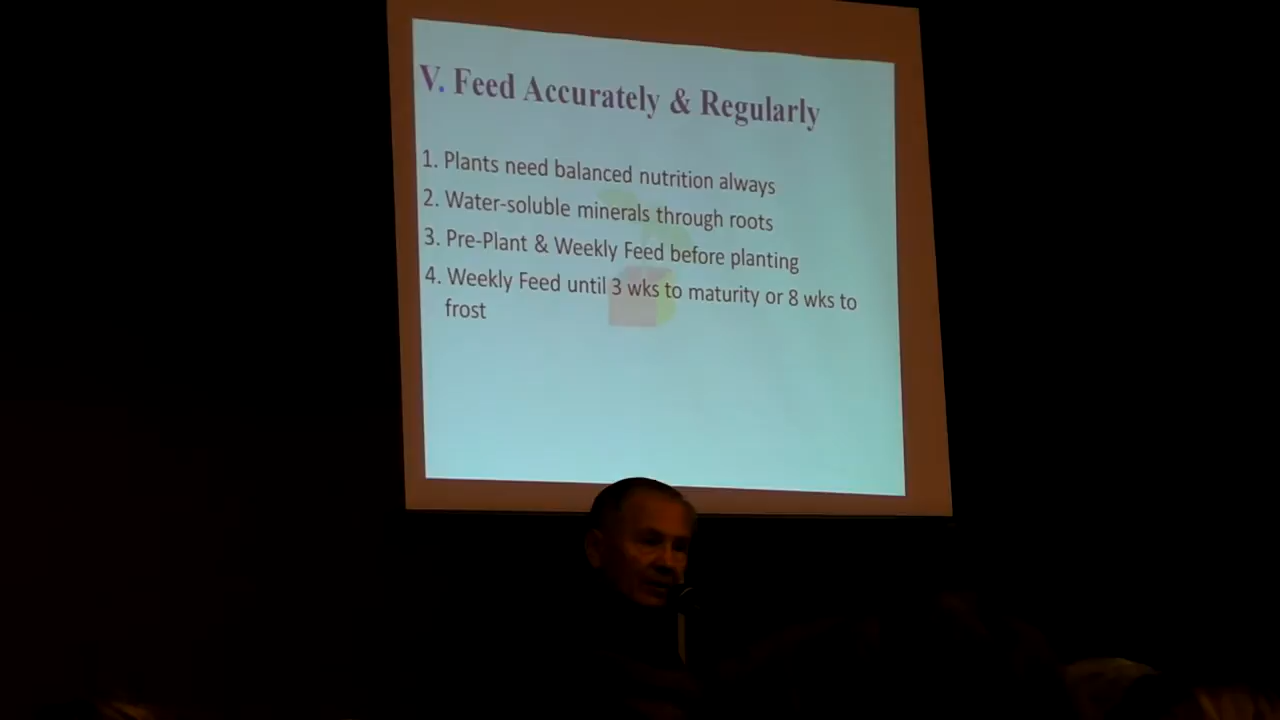 V. Feed Accurately & Regularly
1. Plants need balanced nutrition always
2. Water-soluble minerals through roots
3. Pre-Plant & Weekly Feed before planting
4. Weekly Feed until 3 wks to maturity or 8 wks to
frost